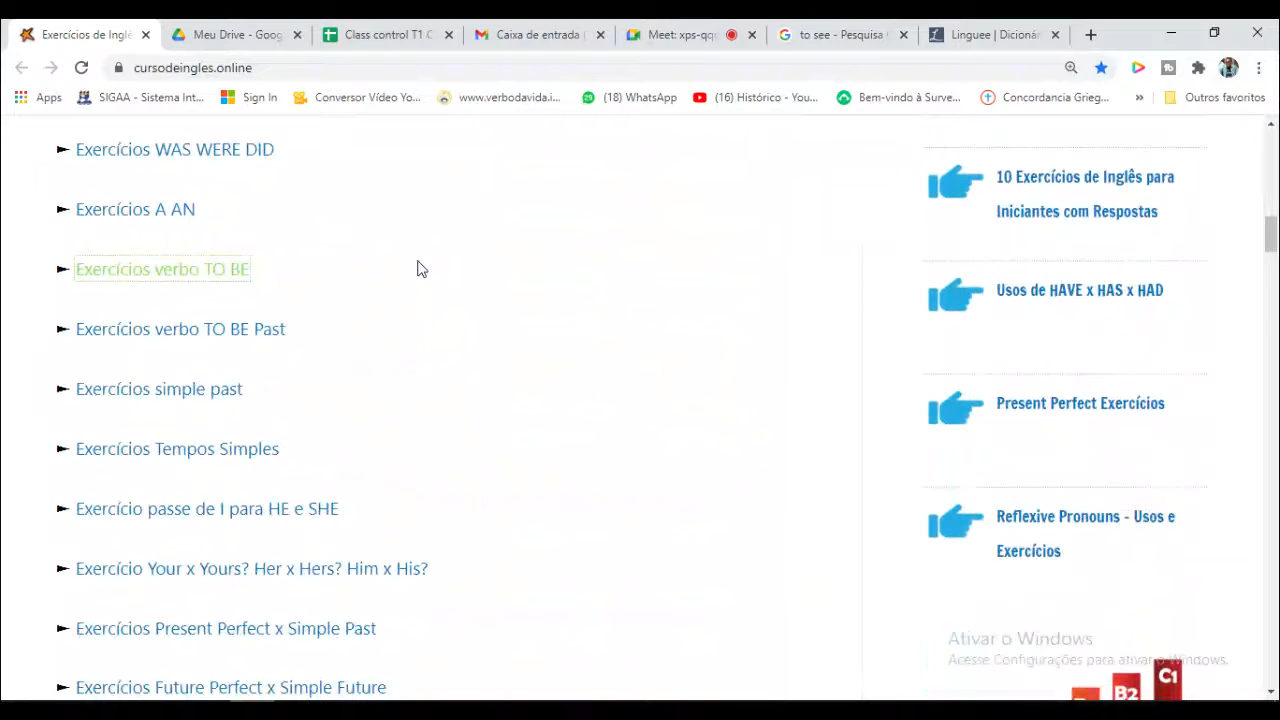 Exercícios de Inglê
Meu Drive - Goog
Class control T1 C
Caixa de entrada
Meet: xps-qqq
to see - Pesquisa
Linguee | Dicionár
cursodeingles.online
Apps
SIGAA - Sistema Int...
Sign In
Conversor Vídeo Yo...
www.verbodavida.i...
(18) WhatsApp
(16) Histórico - You...
Bem-vindo à Surve...
Concordancia Grieg...
»
Outros favoritos
Exercícios WAS WERE DID
Exercícios A AN
Exercícios verbo TO BE
Exercícios verbo TO BE Past
Exercícios simple past
Exercícios Tempos Simples
Exercício passe de I para HE e SHE
Exercício Your x Yours? Her x Hers? Him x His?
Exercícios Present Perfect x Simple Past
Exercícios Future Perfect x Simple Future
10 Exercícios de Inglês para
Iniciantes com Respostas
Usos de HAVE x HAS x HAD
Present Perfect Exercícios
Reflexive Pronouns - Usos e
Exercícios
Ativar o Windows
Acesse Configurações para ativar o Windows.
B2
C1